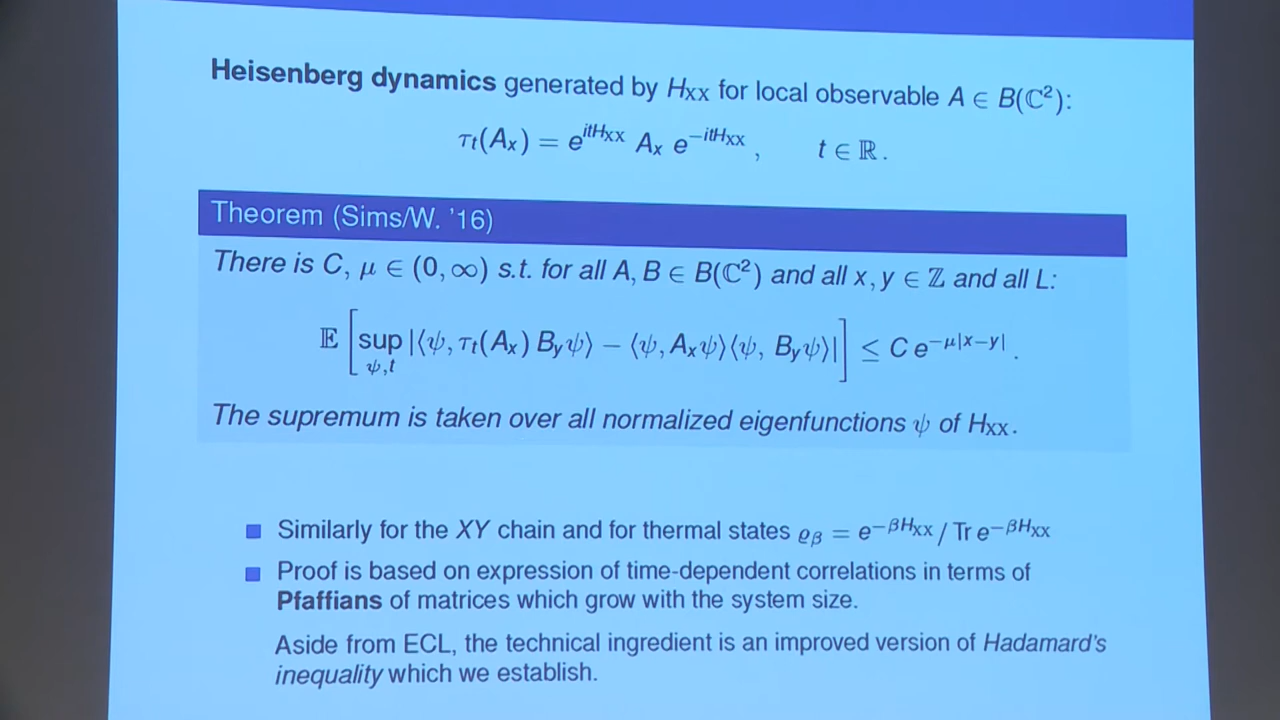 Heisenberg dynamics generated by H_XX for local observable A ∈ B(ℂ²):
τ_t(A_x) = e^{itH_XX} A_x e^{−itH_XX} , t ∈ ℝ.
Theorem (Sims/W. '16)
There is C, μ ∈ (0, ∞) s.t. for all A, B ∈ B(ℂ²) and all x, y ∈ ℤ and all L:
𝔼 [ sup_{ψ,t} |⟨ψ, τ_t(A_x) B_y ψ⟩ − ⟨ψ, A_x ψ⟩⟨ψ, B_y ψ⟩| ] ≤ C e^{−μ|x−y|} .
The supremum is taken over all normalized eigenfunctions ψ of H_XX.
Similarly for the XY chain and for thermal states ϱ_β = e^{−βH_XX} / Tr e^{−βH_XX}
Proof is based on expression of time-dependent correlations in terms of
Pfaffians of matrices which grow with the system size.
Aside from ECL, the technical ingredient is an improved version of Hadamard's
inequality which we establish.